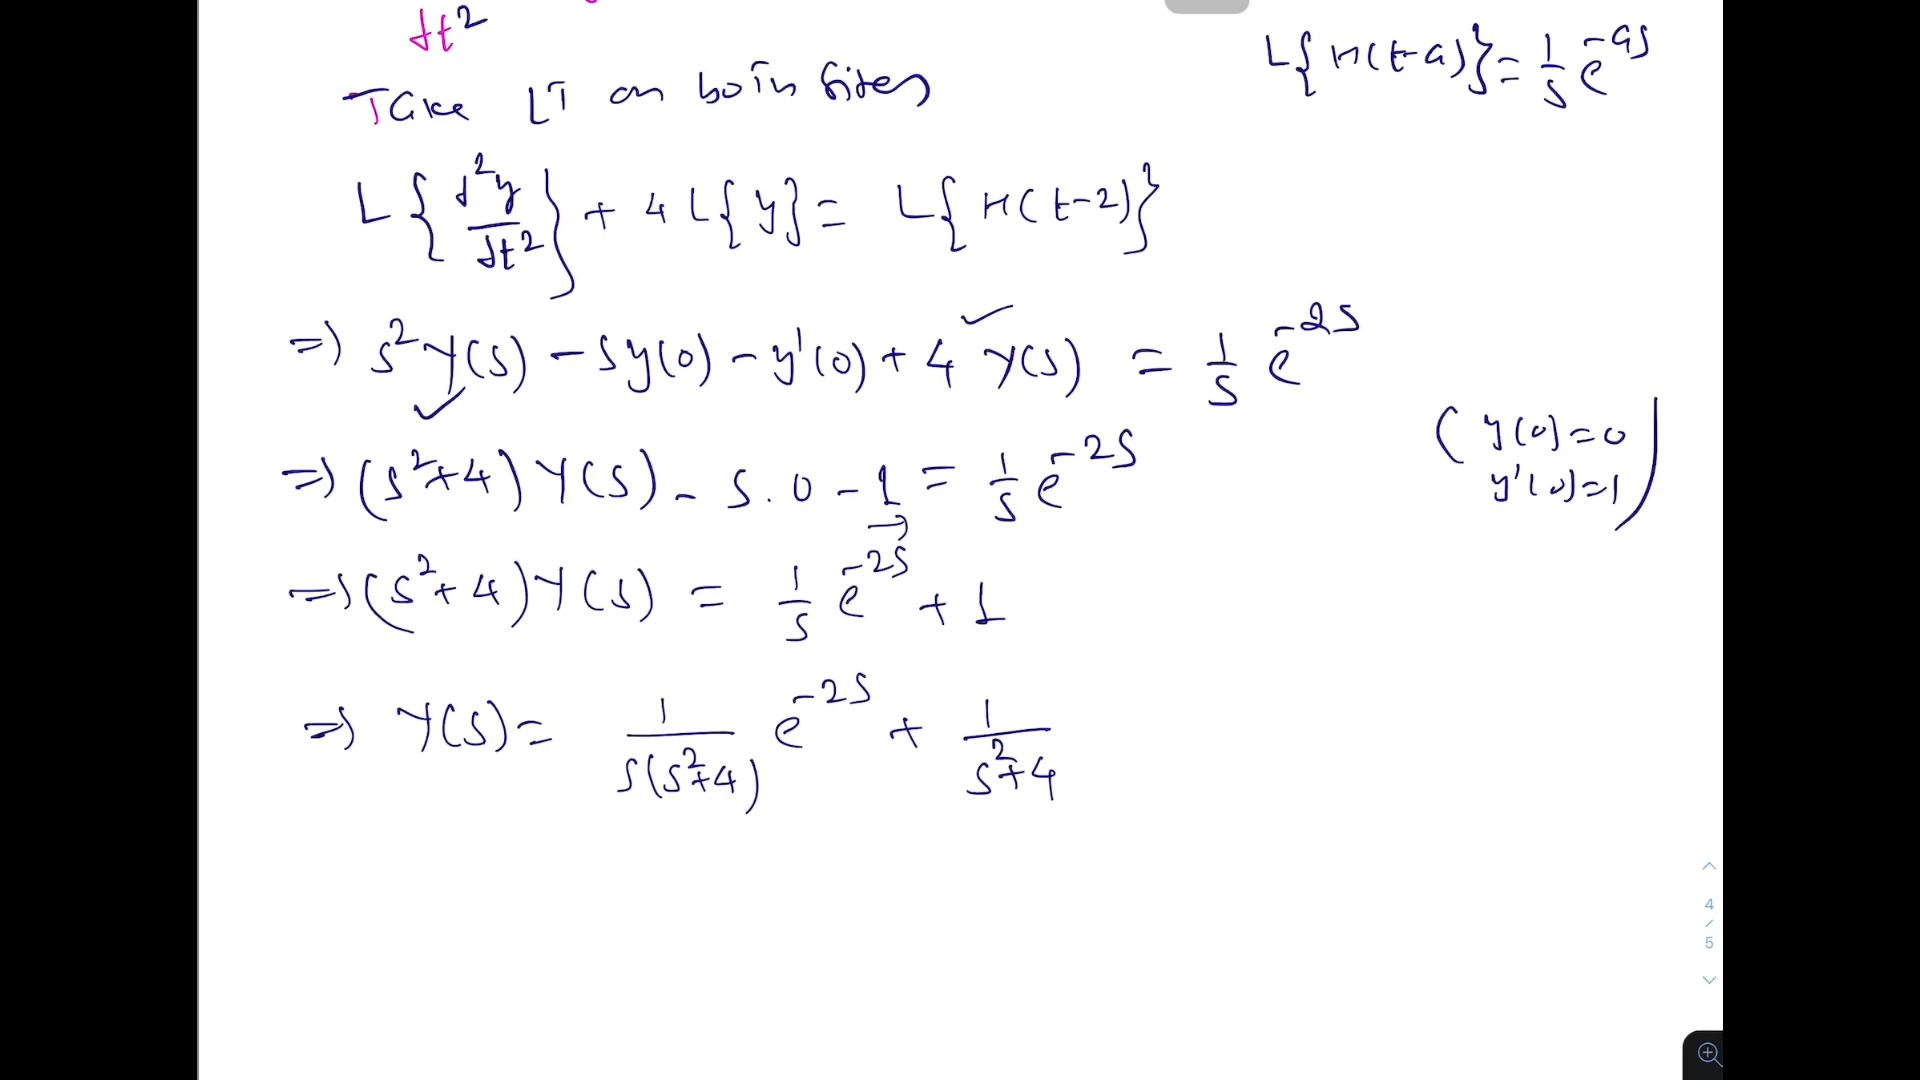 dt²
L{H(t-a)} = 1/s e^-as
Take LT on both sides
L{d²y/dt²} + 4 L{y} = L{H(t-2)}
=> s²Y(s) - sy(0) - y'(0) + 4 Y(s) = 1/s e^-2s
(y(0)=0
y'(0)=1)
=> (s²+4) Y(s) - s.0 - 1 = 1/s e^-2s
=> (s²+4) Y(s) = 1/s e^-2s + 1
=> Y(s) = 1/s(s²+4) e^-2s + 1/s²+4
4
/
5